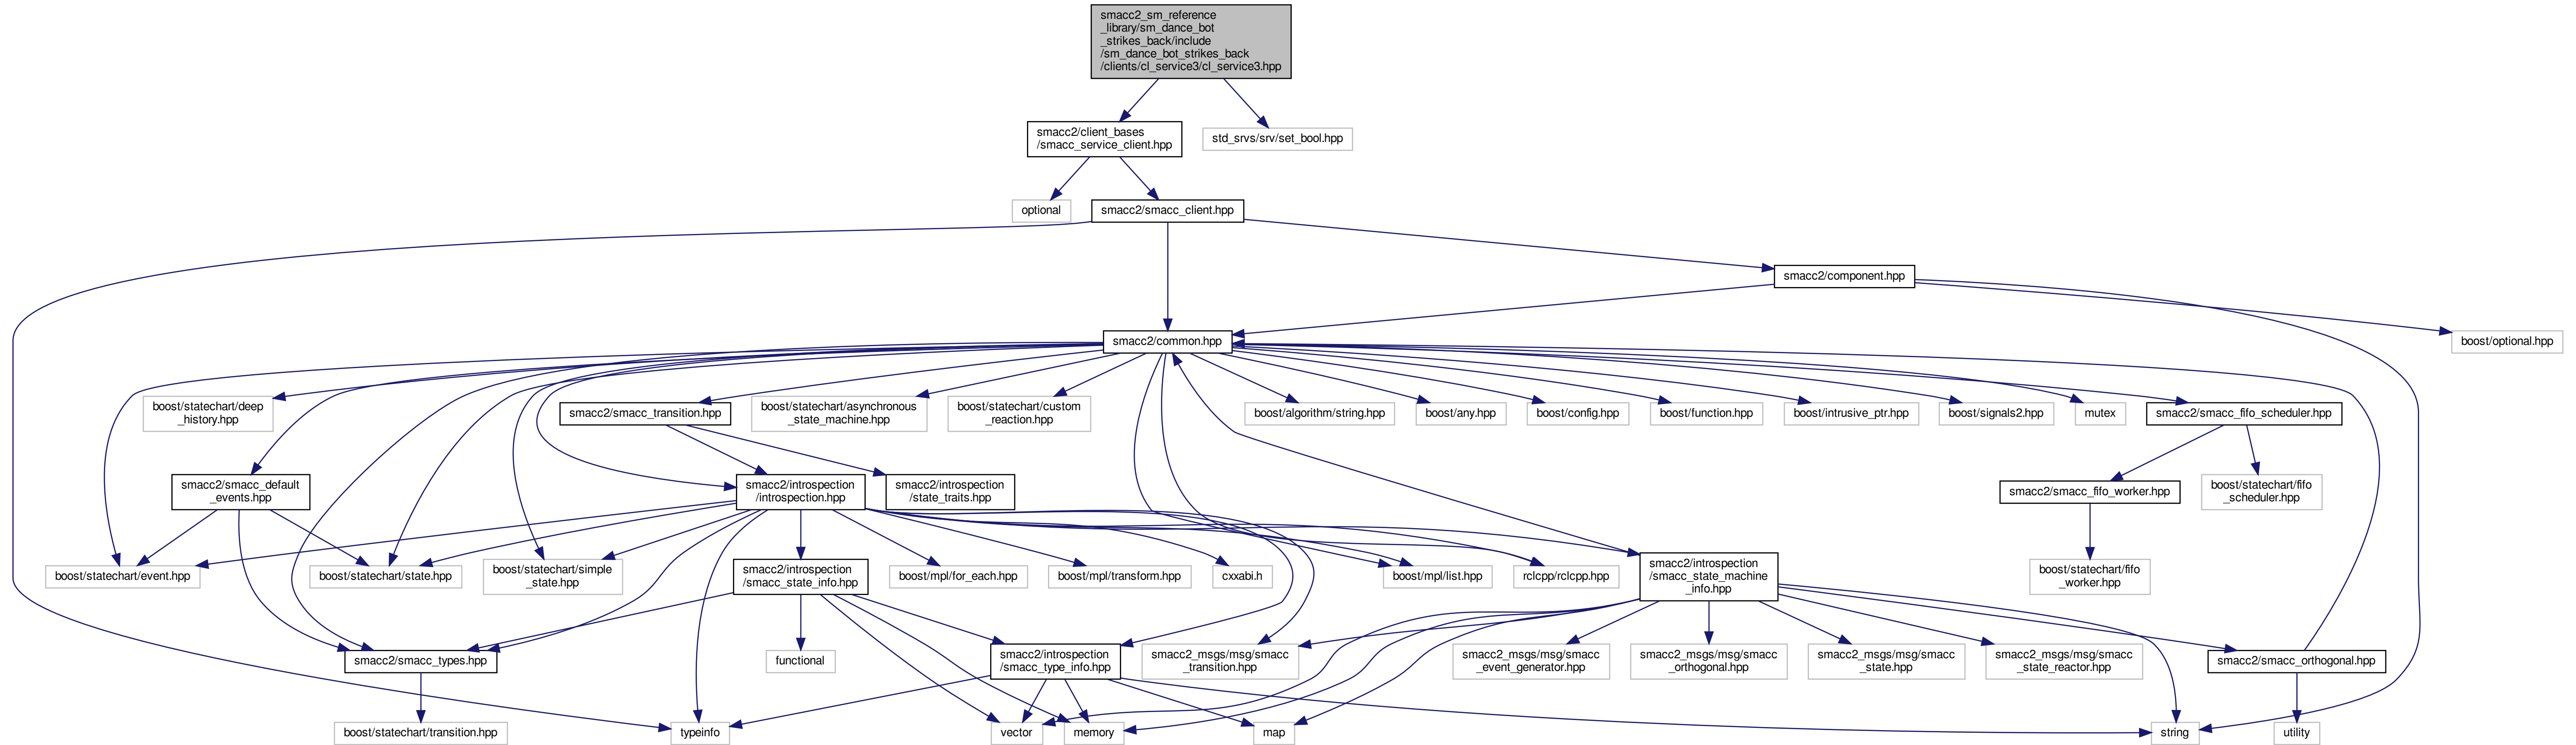 smacc2_sm_reference
_library/sm_dance_bot
_strikes_back/include
/sm_dance_bot_strikes_back
/clients/cl_service3/cl_service3.hpp
smacc2/client_bases
/smacc_service_client.hpp
std_srvs/srv/set_bool.hpp
optional
smacc2/smacc_client.hpp
smacc2/component.hpp
smacc2/common.hpp
boost/optional.hpp
boost/statechart/deep
_history.hpp
smacc2/smacc_transition.hpp
boost/statechart/asynchronous
_state_machine.hpp
boost/statechart/custom
_reaction.hpp
boost/algorithm/string.hpp
boost/any.hpp
boost/config.hpp
boost/function.hpp
boost/intrusive_ptr.hpp
boost/signals2.hpp
mutex
smacc2/smacc_fifo_scheduler.hpp
smacc2/smacc_default
_events.hpp
smacc2/introspection
/introspection.hpp
smacc2/introspection
/state_traits.hpp
smacc2/smacc_fifo_worker.hpp
boost/statechart/fifo
_scheduler.hpp
boost/statechart/event.hpp
boost/statechart/state.hpp
boost/statechart/simple
_state.hpp
smacc2/introspection
/smacc_state_info.hpp
boost/mpl/for_each.hpp
boost/mpl/transform.hpp
cxxabi.h
boost/mpl/list.hpp
rclcpp/rclcpp.hpp
smacc2/introspection
/smacc_state_machine
_info.hpp
boost/statechart/fifo
_worker.hpp
smacc2/smacc_types.hpp
functional
smacc2/introspection
/smacc_type_info.hpp
smacc2_msgs/msg/smacc
_transition.hpp
smacc2_msgs/msg/smacc
_event_generator.hpp
smacc2_msgs/msg/smacc
_orthogonal.hpp
smacc2_msgs/msg/smacc
_state.hpp
smacc2_msgs/msg/smacc
_state_reactor.hpp
smacc2/smacc_orthogonal.hpp
boost/statechart/transition.hpp
typeinfo
vector
memory
map
string
utility